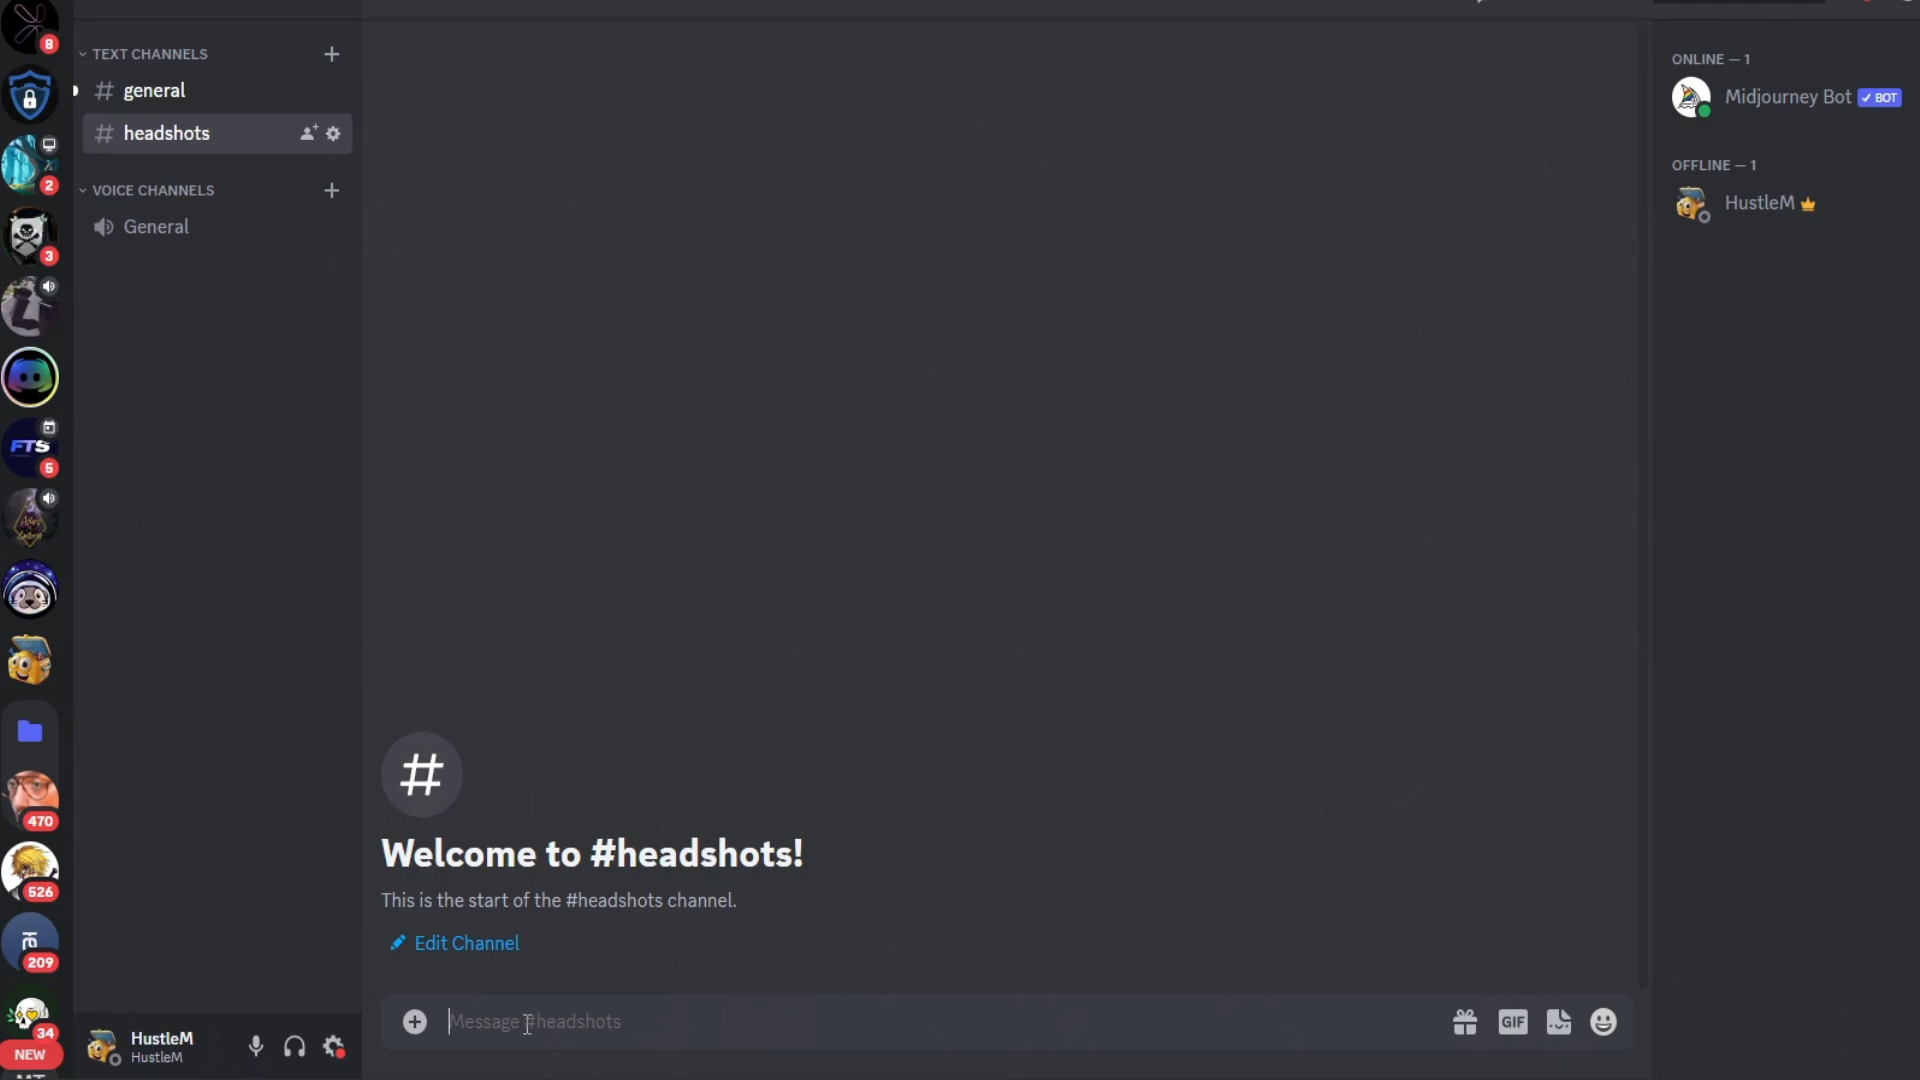 8
TEXT CHANNELS
general
headshots
2
VOICE CHANNELS
General
3
FTS
5
470
526
209
34
NEW
HustleM
HustleM
#
Welcome to #headshots!
This is the start of the #headshots channel.
Edit Channel
Message #headshots
GIF
ONLINE — 1
Midjourney Bot ✓ BOT
OFFLINE — 1
HustleM